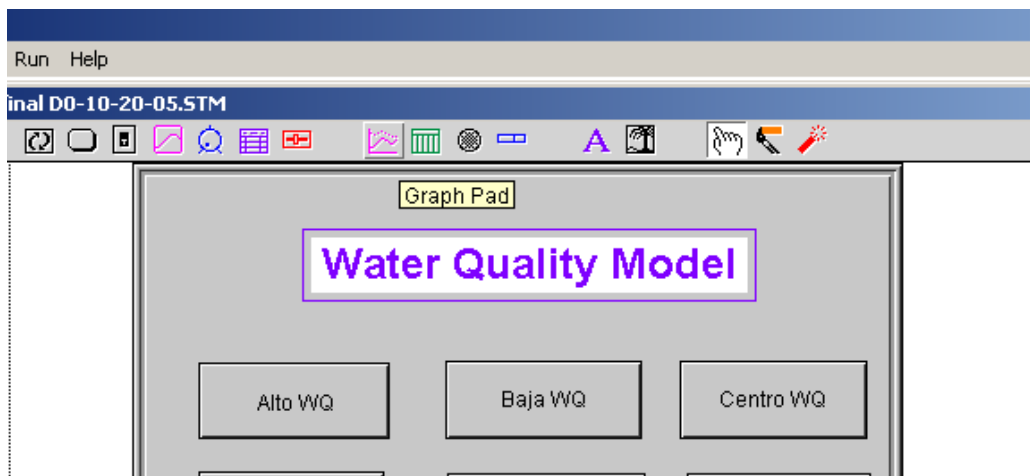 Run Help
inal D0-10-20-05.STM
A
Graph Pad
Water Quality Model
Alto WQ Baja WQ Centro WQ